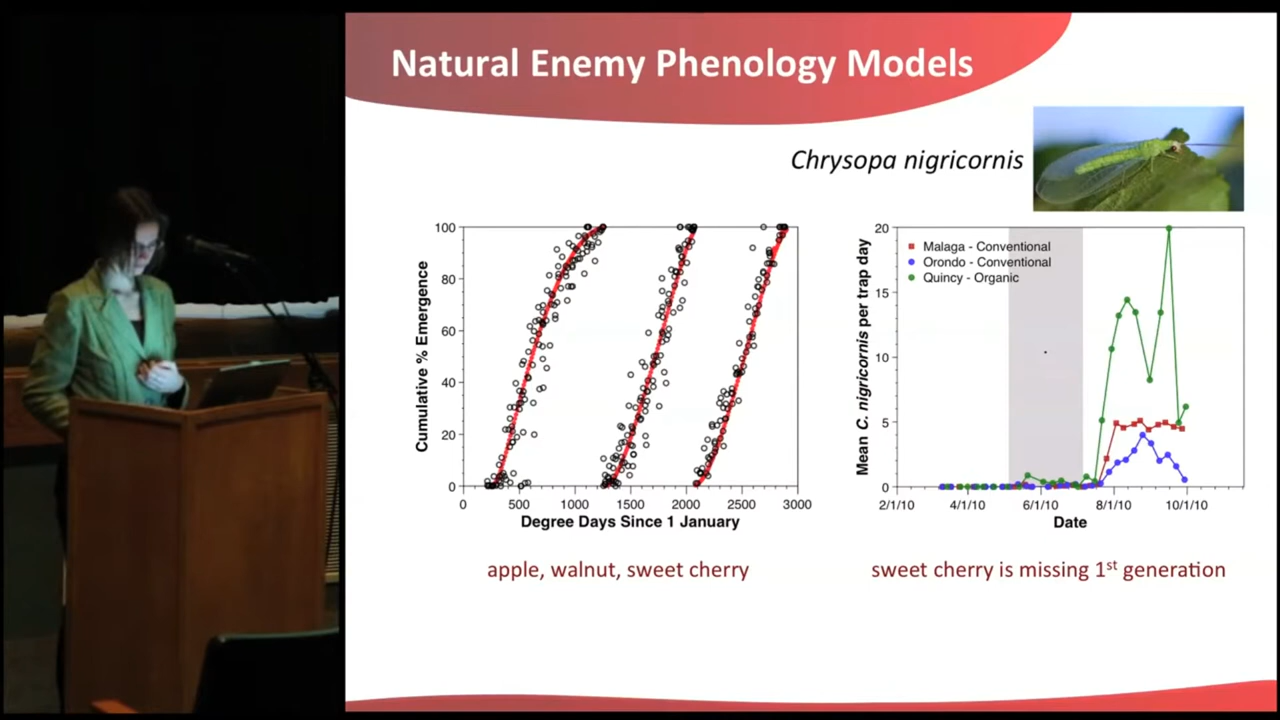 Natural Enemy Phenology Models
Chrysopa nigricornis
Cumulative % Emergence
100
80
60
40
20
0
0 500 1000 1500 2000 2500 3000
Degree Days Since 1 January
apple, walnut, sweet cherry
Mean C. nigricornis per trap day
20
15
10
5
0
Malaga - Conventional
Orondo - Conventional
Quincy - Organic
2/1/10 4/1/10 6/1/10 8/1/10 10/1/10
Date
sweet cherry is missing 1st generation